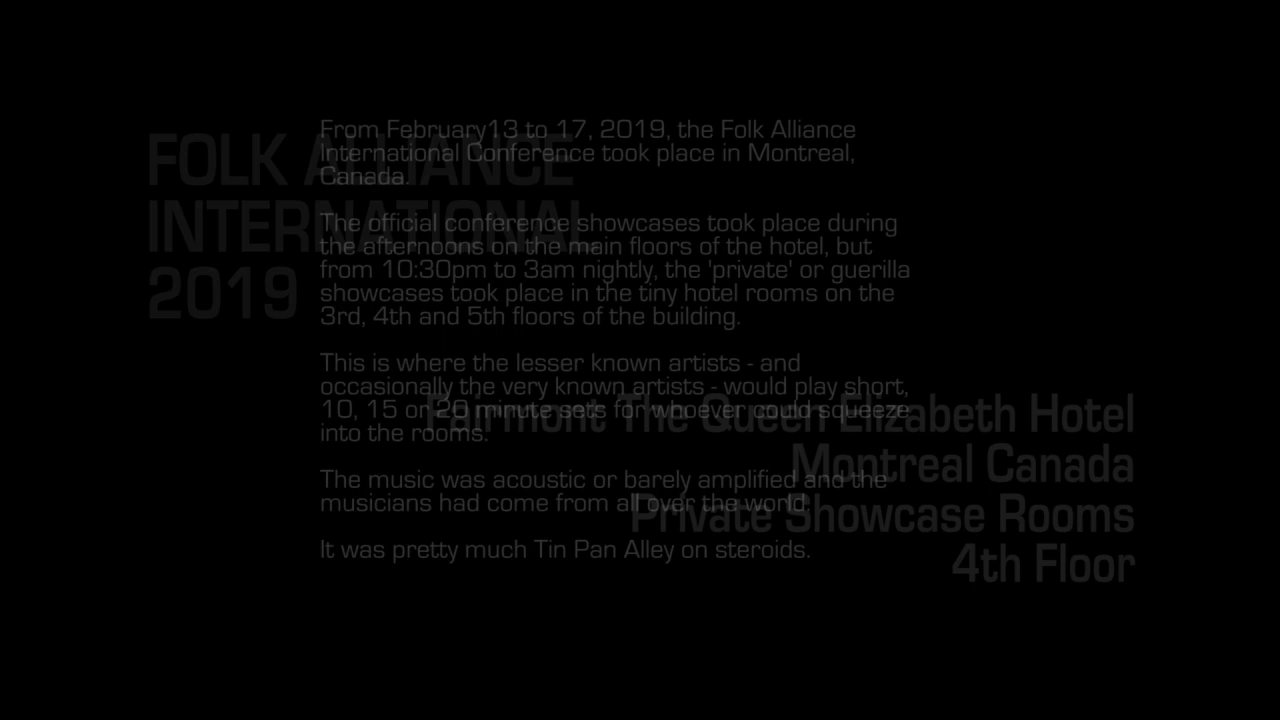 FOLK ALLIANCE
INTERNATIONAL
2019
From February13 to 17, 2019, the Folk Alliance
International Conference took place in Montreal,
Canada.
The official conference showcases took place during
the afternoons on the main floors of the hotel, but
from 10:30pm to 3am nightly, the 'private' or guerilla
showcases took place in the tiny hotel rooms on the
3rd, 4th and 5th floors of the building.
This is where the lesser known artists - and
occasionally the very known artists - would play short,
10, 15 or 20 minute sets for whoever could squeeze
into the rooms.
The music was acoustic or barely amplified and the
musicians had come from all over the world.
It was pretty much Tin Pan Alley on steroids.
Fairmont The Queen Elizabeth Hotel
Montreal Canada
Private Showcase Rooms
4th Floor